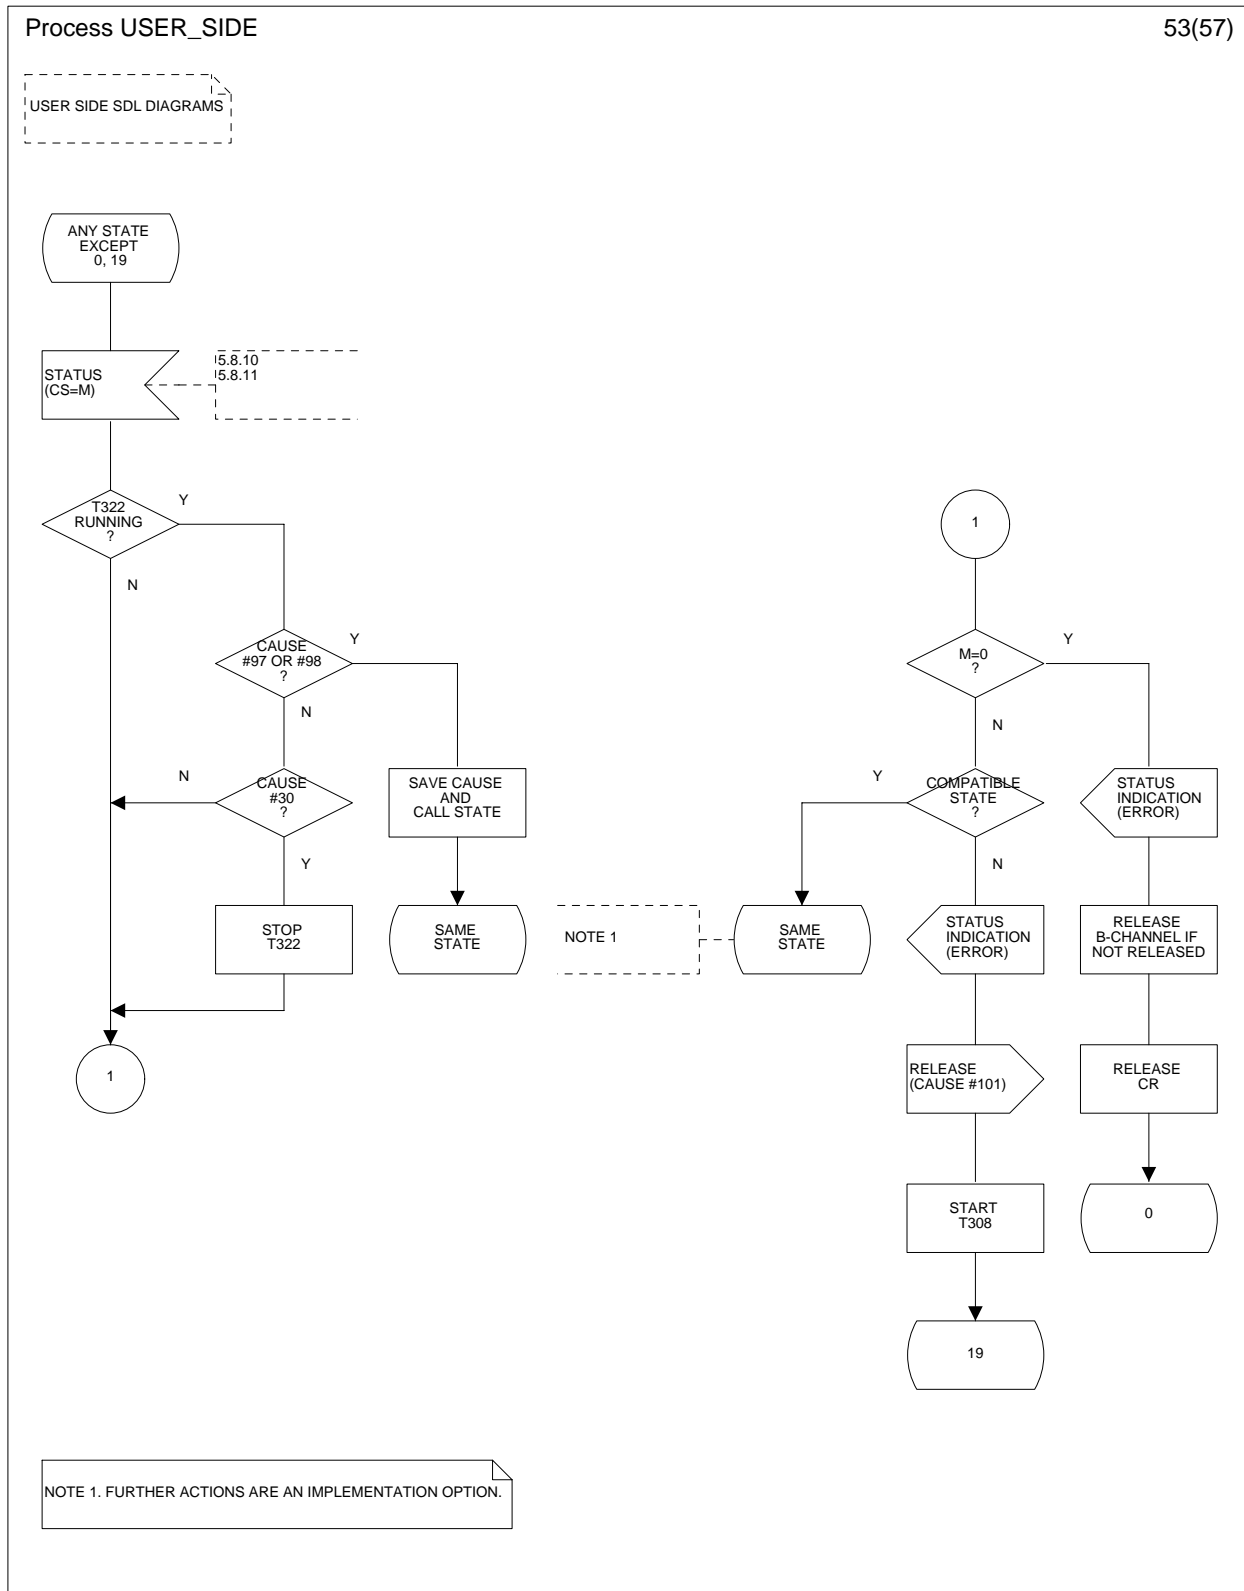 Process USER_SIDE
53(57)
USER SIDE SDL DIAGRAMS
ANY STATE
EXCEPT
0, 19
STATUS
(CS=M)
5.8.10
5.8.11
T322
RUNNING
?
Y
N
CAUSE
#97 OR #98
?
Y
N
CAUSE
#30
?
N
Y
SAVE CAUSE
AND
CALL STATE
STOP
T322
SAME
STATE
1
1
M=0
?
Y
N
COMPATIBLE
STATE
?
Y
N
STATUS
INDICATION
(ERROR)
NOTE 1
SAME
STATE
STATUS
INDICATION
(ERROR)
RELEASE
B-CHANNEL IF
NOT RELEASED
RELEASE
(CAUSE #101)
RELEASE
CR
START
T308
0
19
NOTE 1. FURTHER ACTIONS ARE AN IMPLEMENTATION OPTION.